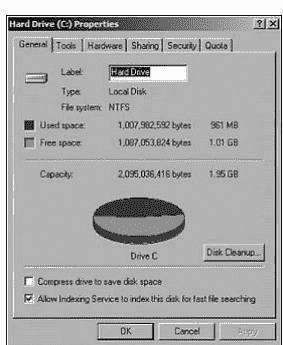 Hard Drive (C:) Properties
General Tools Hardware Sharing Security Quota
Label: Hard Drive
Type: Local Disk
File system: NTFS
Used space: 1,007,982,592 bytes 961 MB
Free space: 1,087,053,824 bytes 1.01 GB
Capacity: 2,095,036,416 bytes 1.95 GB
Drive C
Disk Cleanup...
Compress drive to save disk space
Allow Indexing Service to index this disk for fast file searching
OK Cancel Apply